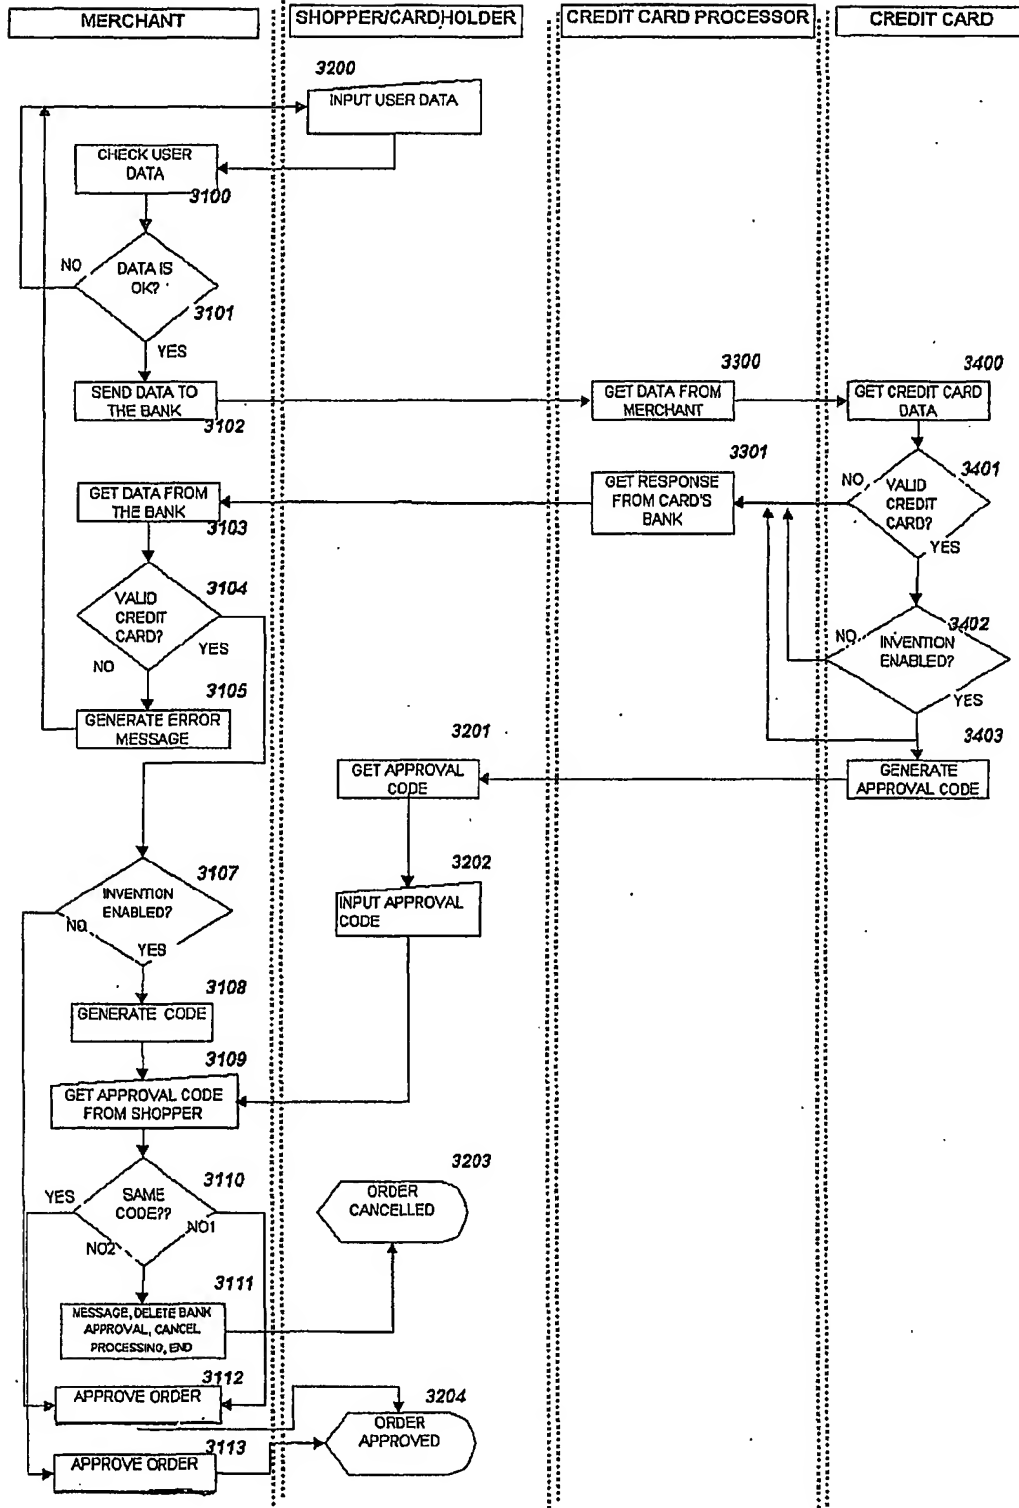 MERCHANT
SHOPPER/CARDHOLDER
CREDIT CARD PROCESSOR
CREDIT CARD
3200
INPUT USER DATA
CHECK USER
DATA
3100
NO
DATA IS
OK?
3101
YES
SEND DATA TO
THE BANK
3102
3300
GET DATA FROM
MERCHANT
3400
GET CREDIT CARD
DATA
3301
GET RESPONSE
FROM CARD'S
BANK
3401
NO
VALID
CREDIT
CARD?
YES
GET DATA FROM
THE BANK
3103
3104
VALID
CREDIT
CARD?
YES
NO
3402
NO
INVENTION
ENABLED?
YES
3105
GENERATE ERROR
MESSAGE
3403
GENERATE
APPROVAL CODE
3201
GET APPROVAL
CODE
3202
INPUT APPROVAL
CODE
3107
INVENTION
ENABLED?
NO
YES
3108
GENERATE CODE
3109
GET APPROVAL CODE
FROM SHOPPER
3110
YES
SAME
CODE??
NO1
NO2
3203
ORDER
CANCELLED
3111
MESSAGE, DELETE BANK
APPROVAL, CANCEL
PROCESSING, END
3112
APPROVE ORDER
3204
ORDER
APPROVED
3113
APPROVE ORDER